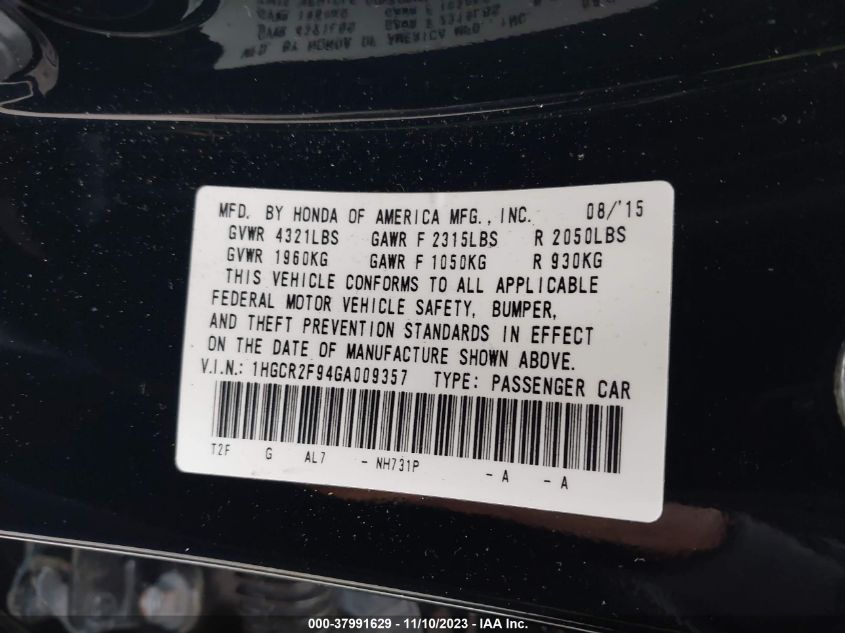 MFD. BY HONDA OF AMERICA MFG., INC. 08/'15
GVWR 4321LBS GAWR F 2315LBS R 2050LBS
GVWR 1960KG GAWR F 1050KG R 930KG
THIS VEHICLE CONFORMS TO ALL APPLICABLE
FEDERAL MOTOR VEHICLE SAFETY, BUMPER,
AND THEFT PREVENTION STANDARDS IN EFFECT
ON THE DATE OF MANUFACTURE SHOWN ABOVE.
V.I.N.: 1HGCR2F94GA009357 TYPE: PASSENGER CAR
T2F G AL7 - NH731P - A - A
000-37991629 - 11/10/2023 - IAA Inc.